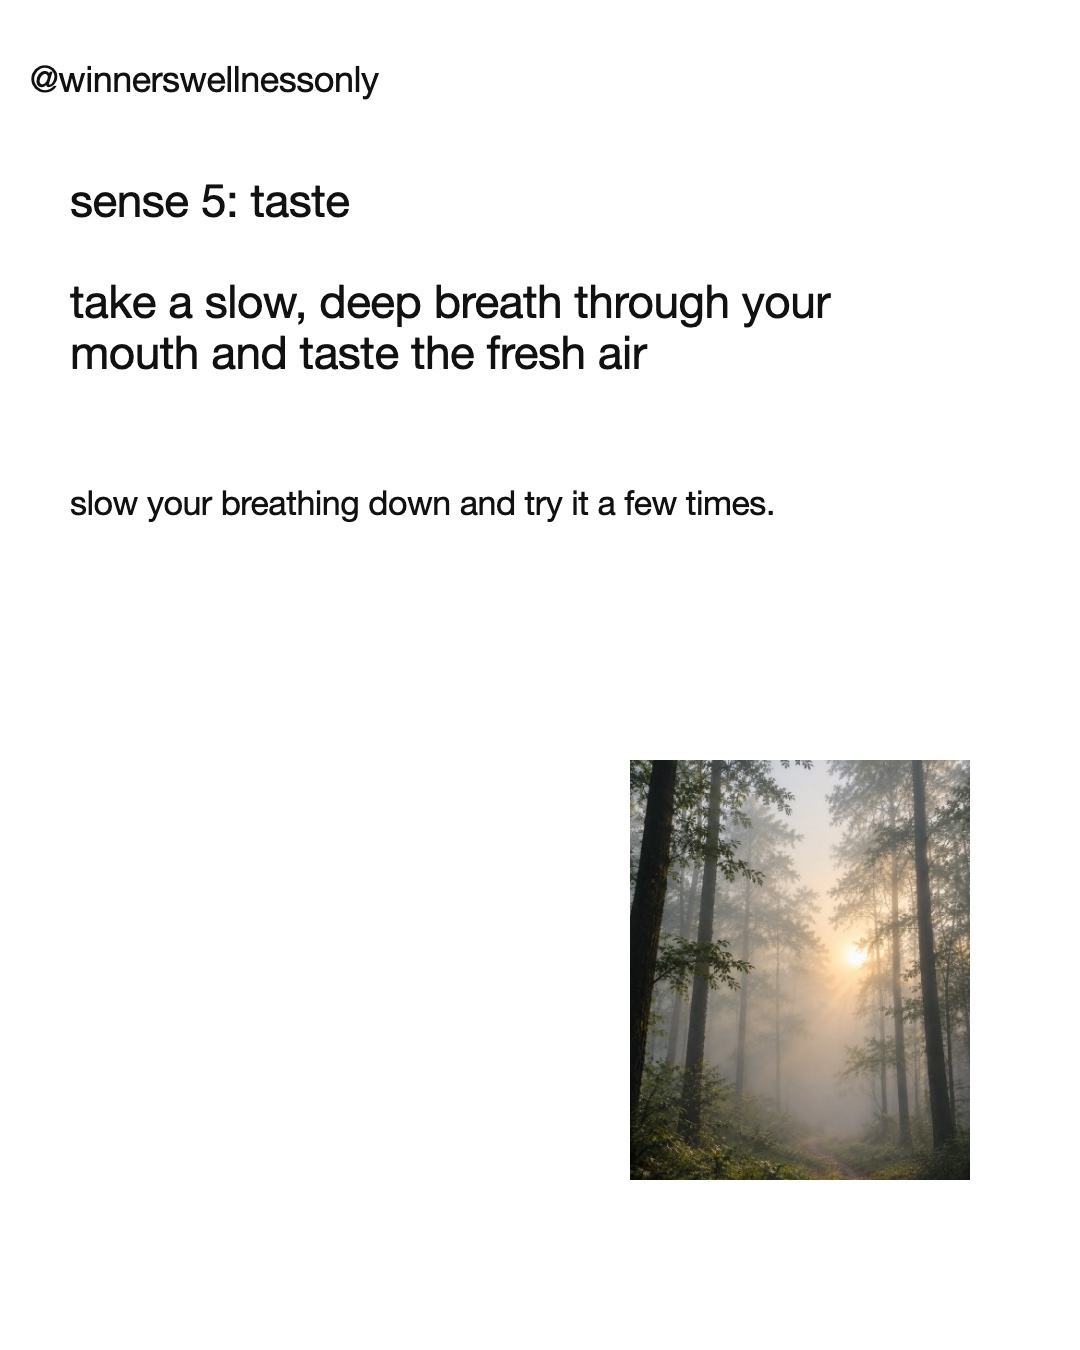 @winnerswellnessonly
sense 5: taste
take a slow, deep breath through your
mouth and taste the fresh air
slow your breathing down and try it a few times.